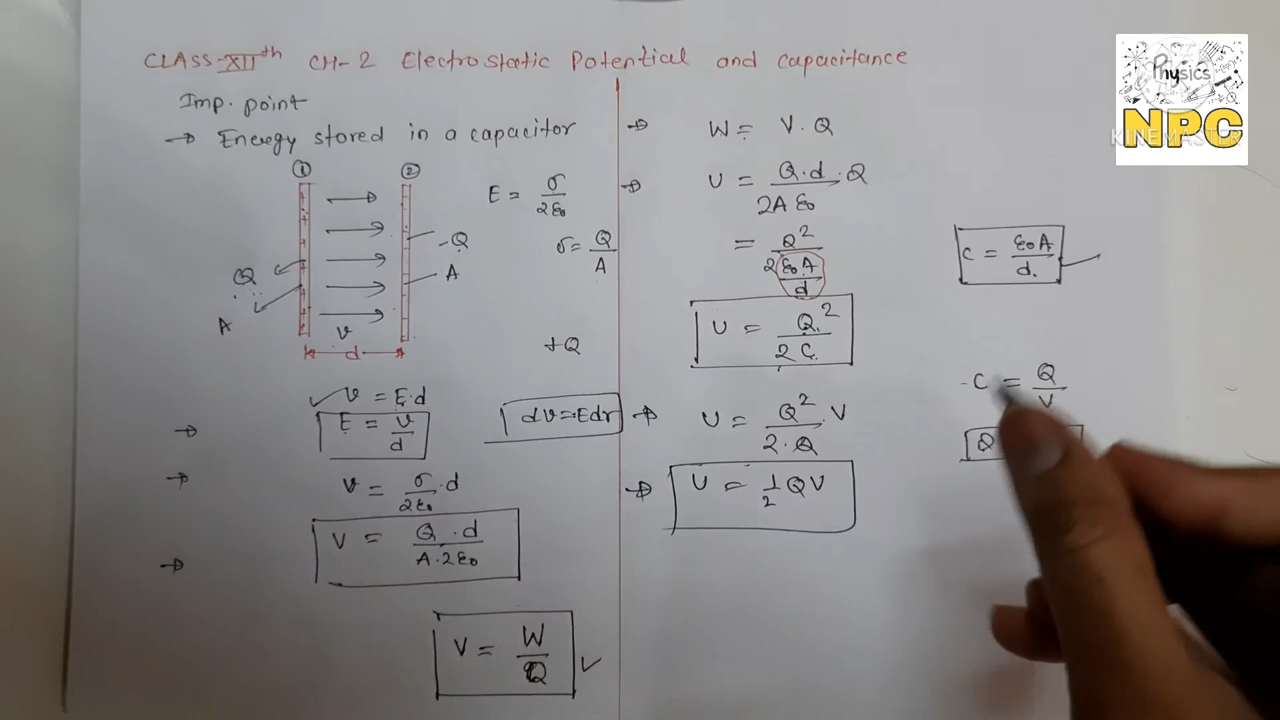 CLASS-XIIth CH-2 Electrostatic Potential and capacitance
Imp. point
→ Energy stored in a capacitor
① ②
E = σ/2ε₀
σ = Q/A
-Q
A
Q
A
v
d
+Q
v = E·d
→ E = v/d
dv = Edr
→ v = σ/2ε₀ · d
→ V = Q·d/A·2ε₀
V = W/Q
→ W = V·Q
→ U = Q·d·Q/2Aε₀
= Q²/2 ε₀A/d
U = Q²/2C
→ U = Q²/2·Q · V
→ U = 1/2 QV
C = ε₀A/d
C = Q/V
Q
Physics
NPC
KINEMASTER